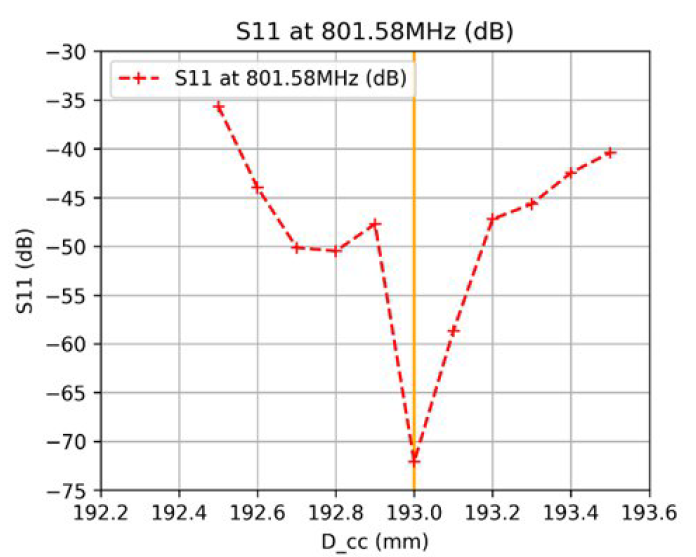 S11 at 801.58MHz (dB)
S11 at 801.58MHz (dB)
−30
−35
−40
−45
−50
−55
−60
−65
−70
−75
S11 (dB)
192.2 192.4 192.6 192.8 193.0 193.2 193.4 193.6
D_cc (mm)